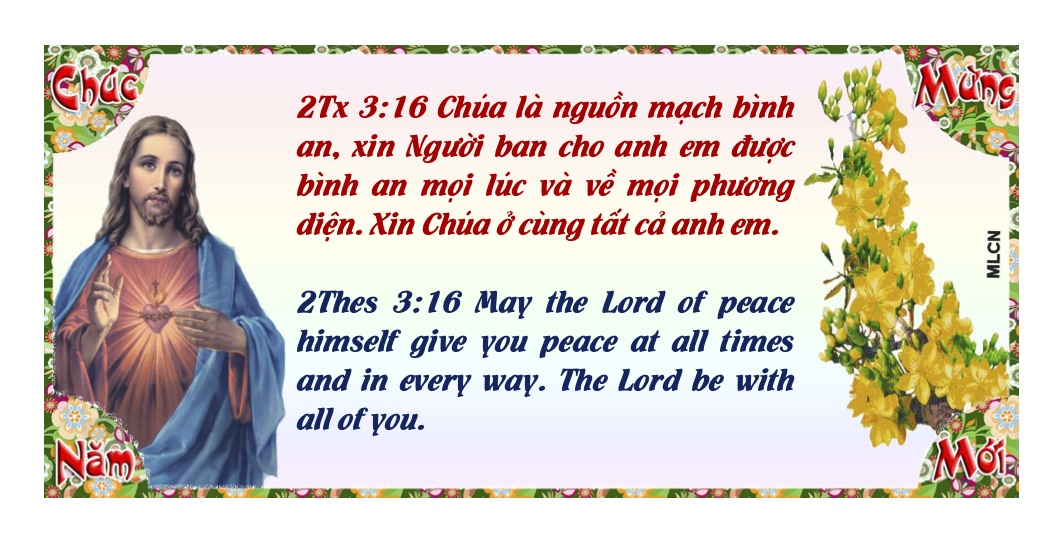 Chúc
Mừng
2Tx 3:16 Chúa là nguồn mạch bình
an, xin Người ban cho anh em được
bình an mọi lúc và về mọi phương
diện. Xin Chúa ở cùng tất cả anh em.
2Thes 3:16 May the Lord of peace
himself give you peace at all times
and in every way. The Lord be with
all of you.
MLCN
Năm
Mới